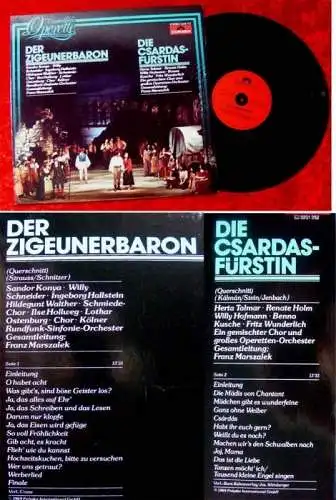 Operette
DER
ZIGEUNERBARON
DIE
CSARDAS-
FÜRSTIN
DER
ZIGEUNERBARON
(Querschnitt)
(Strauss/Schnitzer)
Sandor Konya · Willy
Schneider · Ingeborg Hallstein
Hildegunt Walther · Schmiede-
Chor · Ilse Hollweg · Lothar
Ostenburg · Chor · Kölner
Rundfunk-Sinfonie-Orchester
Gesamtleitung:
Franz Marszalek
Seite 1
Einleitung
O habet acht
Was gibt's, sind böse Geister los?
Ja, das alles auf Ehr'
Ja, das Schreiben und das Lesen
Darum nur klopfe
Ja, das Eisen wird gefüge
So voll Fröhlichkeit
Gib acht, es kracht
Flieh' wie du kannst
Hochzeitskuchen, bitte zu versuchen
Wer uns getraut?
Werberlied
Finale
DIE
CSARDAS-
FÜRSTIN
(Querschnitt)
(Kálmán/Stein/Jenbach)
Herta Talmar · Renate Holm
Willy Hofmann · Benno
Kusche · Fritz Wunderlich
Ein gemischter Chor und
großes Operetten-Orchester
Gesamtleitung:
Franz Marszalek
Seite 2
Einleitung
Die Mädis vom Chantant
Mädchen gibt es wunderfeine
Ganz ohne Weiber
Csárdás
Habt ihr euch gern?
Weißt du es noch?
Machen wir's den Schwalben nach
Joj, Mama
Das ist die Liebe
Tanzen möcht' ich/
Tausend kleine Engel singen